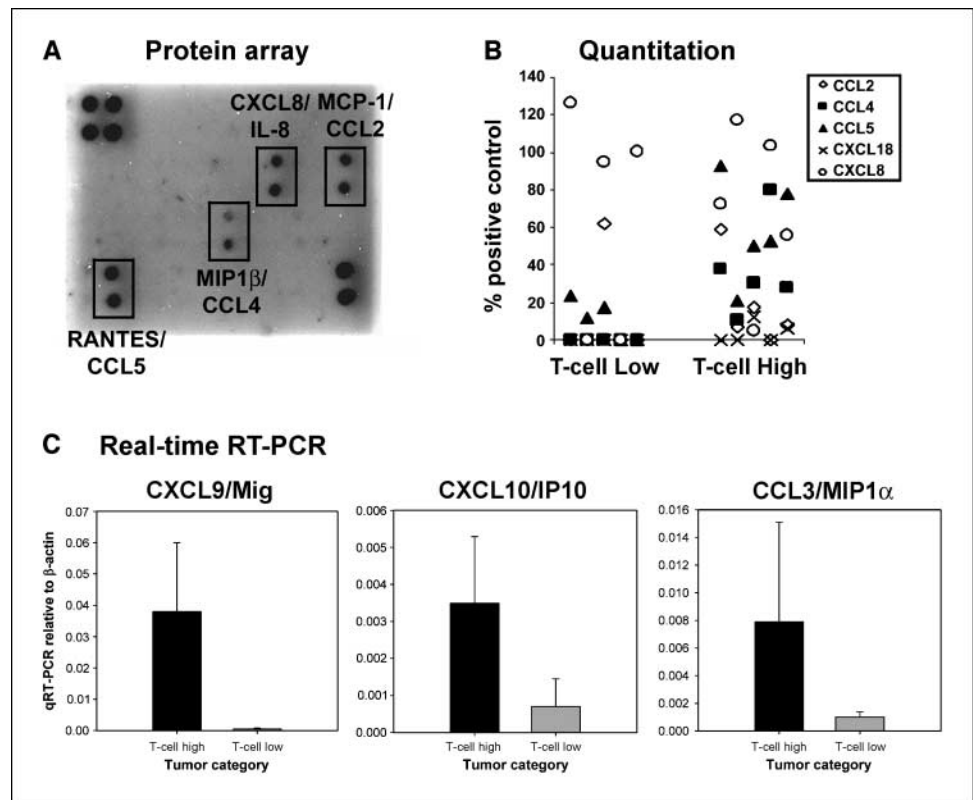 A Protein array
CXCL8/
IL-8
MCP-1/
CCL2
MIP1β/
CCL4
RANTES/
CCL5
B Quantitation
% positive control
140
120
100
80
60
40
20
0
T-cell Low
T-cell High
CCL2
CCL4
CCL5
CXCL18
CXCL8
C Real-time RT-PCR
CXCL9/Mig
qRT-PCR relative to β-actin
0.07
0.06
0.05
0.04
0.03
0.02
0.01
0.00
T-cell high
T-cell low
Tumor category
CXCL10/IP10
0.006
0.005
0.004
0.003
0.002
0.001
0.000
T-cell high
T-cell low
Tumor category
CCL3/MIP1α
0.016
0.014
0.012
0.010
0.008
0.006
0.004
0.002
0.000
T-cell high
T-cell low
Tumor category